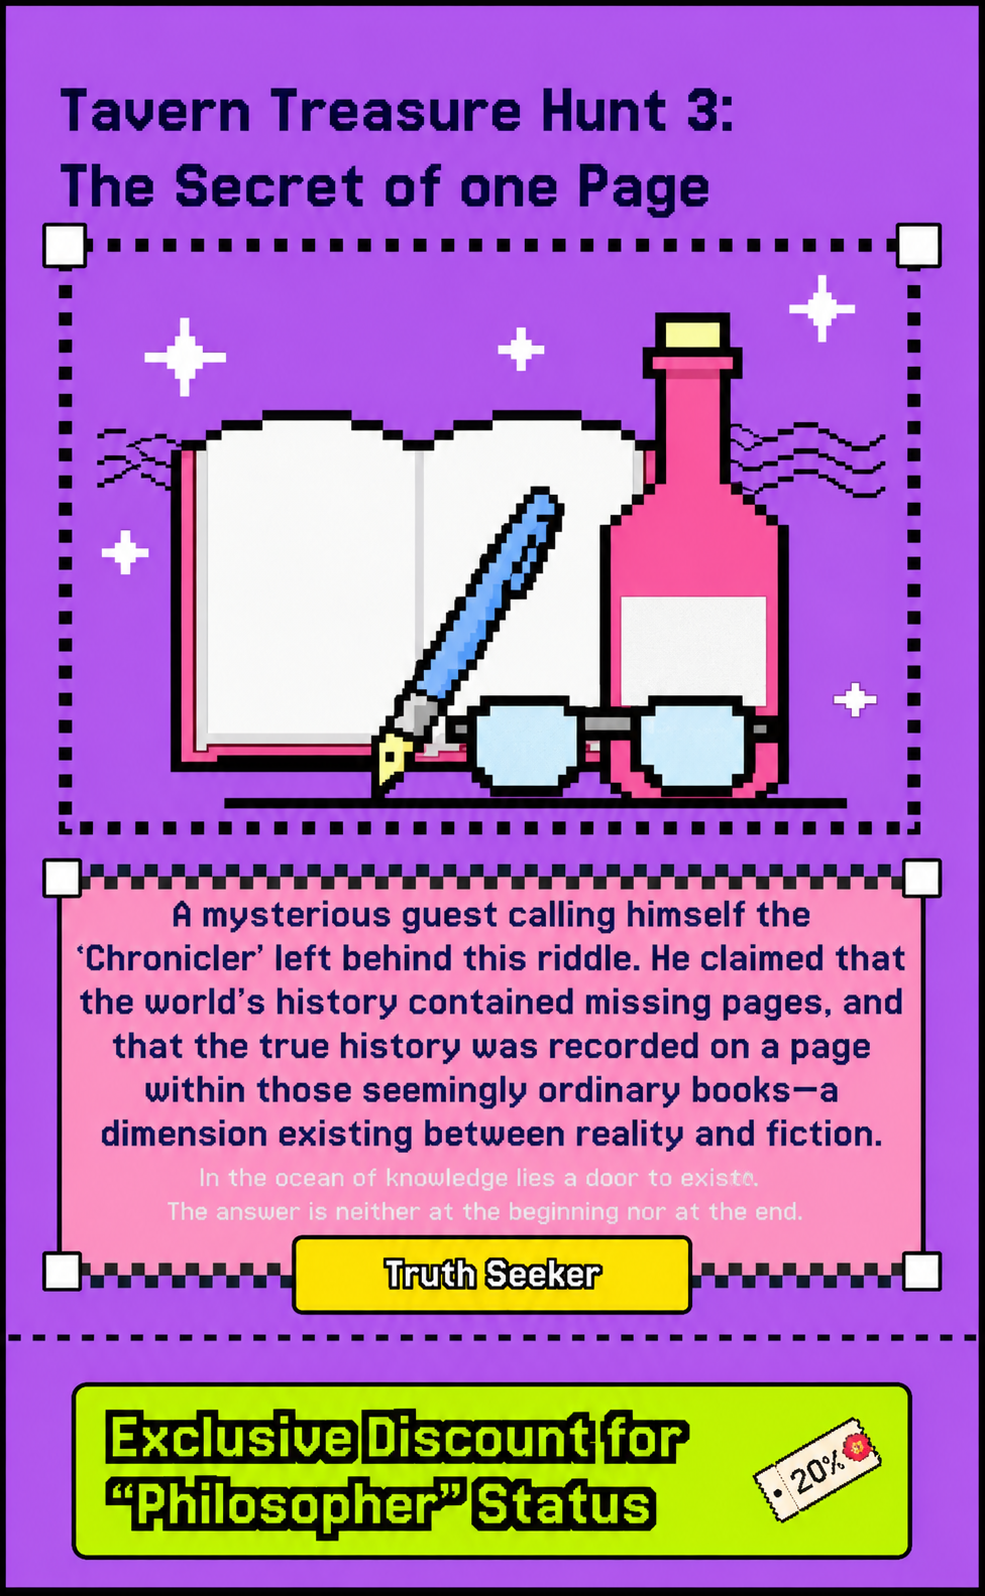 Tavern Treasure Hunt 3:
The Secret of one Page
A mysterious guest calling himself the
‘Chronicler’ left behind this riddle. He claimed that
the world’s history contained missing pages, and
that the true history was recorded on a page
within those seemingly ordinary books—a
dimension existing between reality and fiction.
In the ocean of knowledge lies a door to
The answer is neither at the beginning nor at the end.
Truth Seeker
Exclusive Discount for
“Philosopher” Status
20%